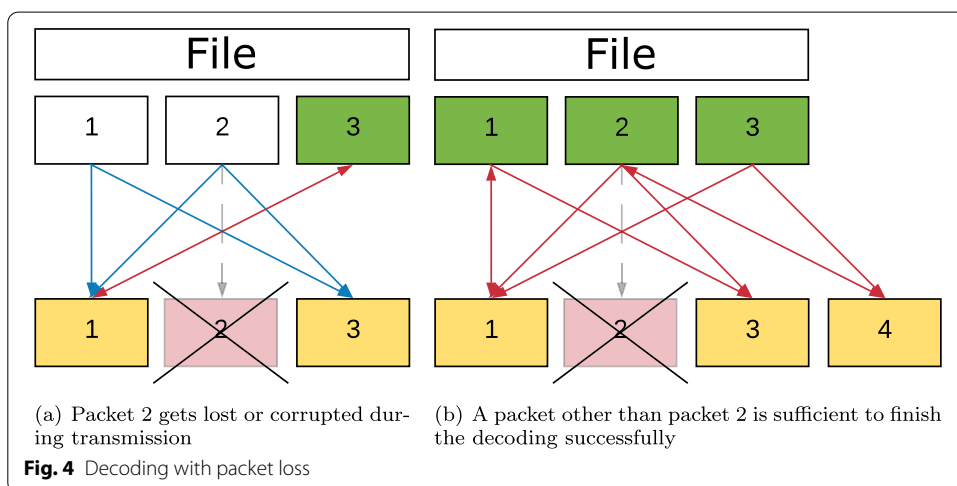 File
File
1 2 3
1 2 3
1 2 3
1 2 3 4
(a) Packet 2 gets lost or corrupted dur-
ing transmission
(b) A packet other than packet 2 is sufficient to finish
the decoding successfully
Fig. 4 Decoding with packet loss